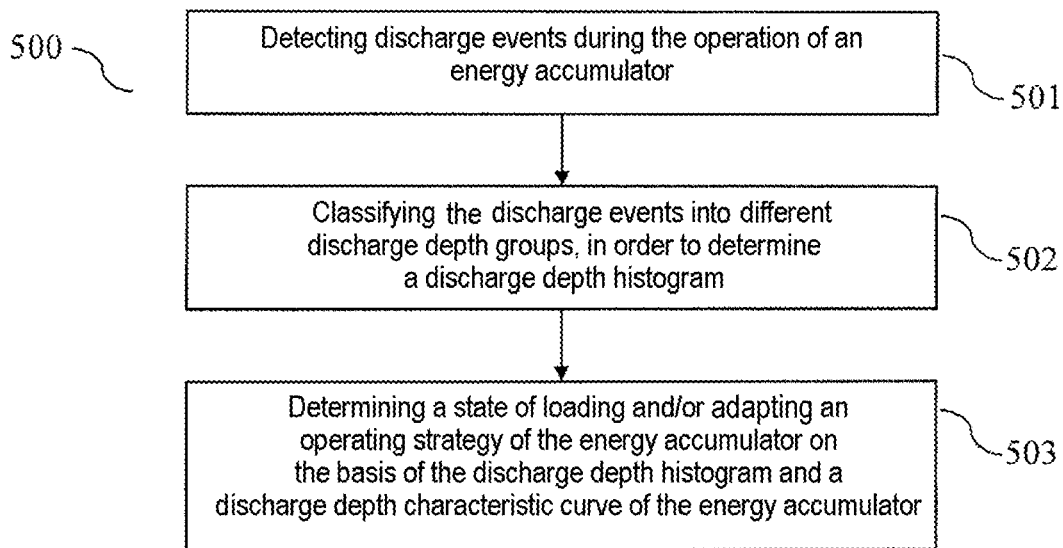 500
Detecting discharge events during the operation of an
energy accumulator
501
Classifying the discharge events into different
discharge depth groups, in order to determine
a discharge depth histogram
502
Determining a state of loading and/or adapting an
operating strategy of the energy accumulator on
the basis of the discharge depth histogram and a
discharge depth characteristic curve of the energy accumulator
503